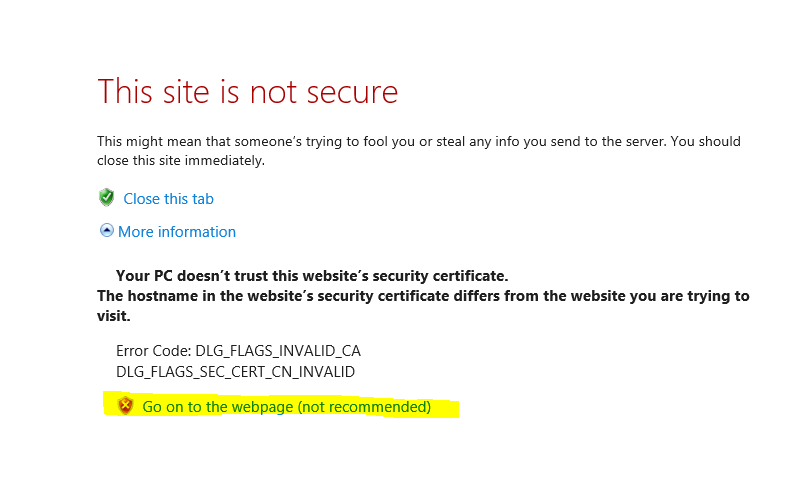 This site is not secure
This might mean that someone's trying to fool you or steal any info you send to the server. You should
close this site immediately.
Close this tab
More information
Your PC doesn't trust this website's security certificate.
The hostname in the website's security certificate differs from the website you are trying to
visit.
Error Code: DLG_FLAGS_INVALID_CA
DLG_FLAGS_SEC_CERT_CN_INVALID
Go on to the webpage (not recommended)